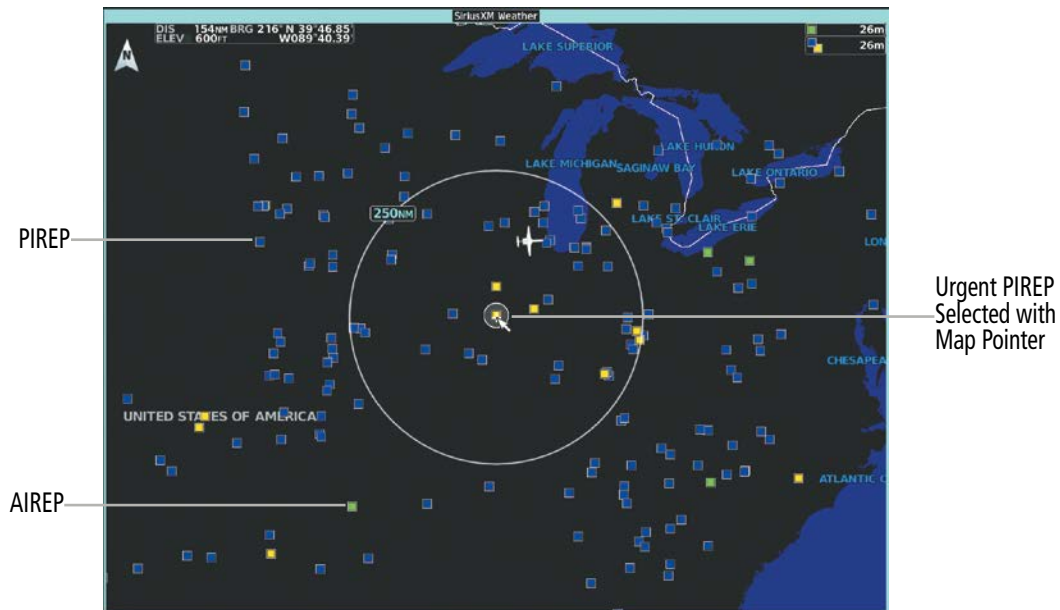 SiriusXM Weather
DIS 154NM BRG 216° N 39°46.85'
ELEV 600FT W089°40.39'
26m
26m
N
LAKE SUPERIOR
LAKE HURON
LAKE MICHIGAN
SAGINAW BAY
LAKE ONTARIO
250NM
LAKE ST. CLAIR
LAKE ERIE
PIREP
LON
Urgent PIREP
Selected with
Map Pointer
CHESAPEA
UNITED STATES OF AMERICA
ATLANTIC O
AIREP